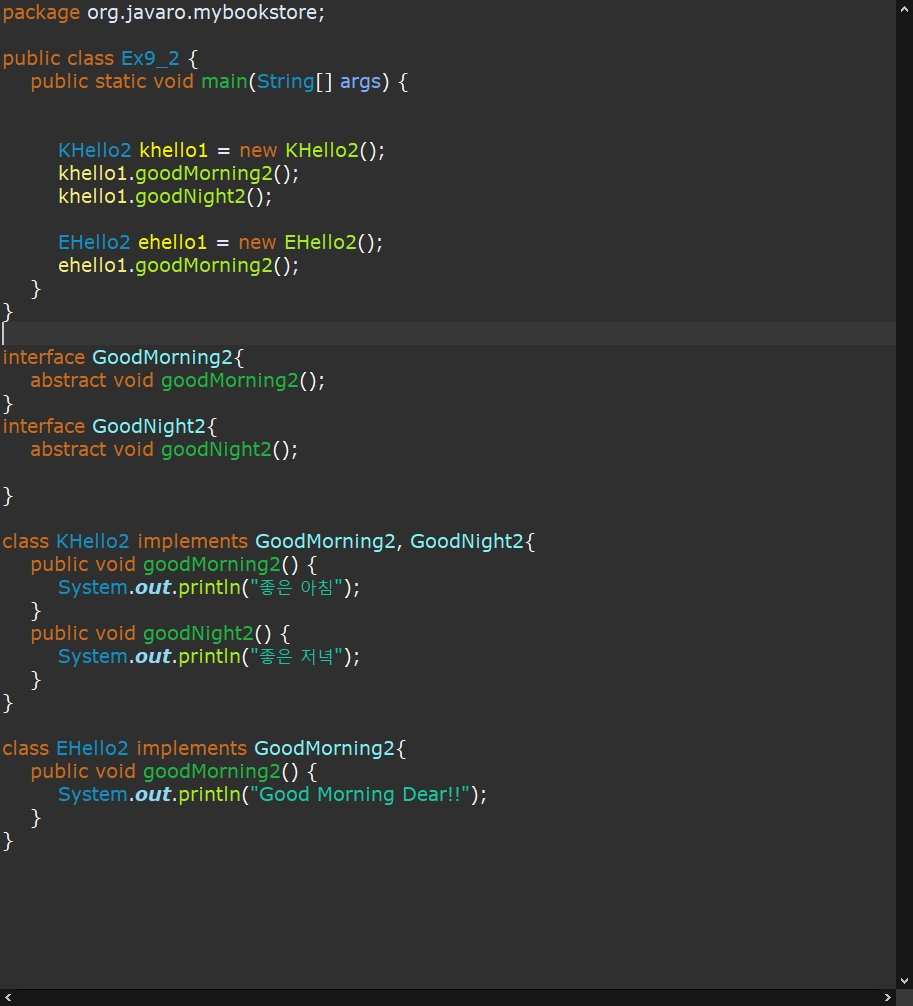 package org.javaro.mybookstore;
public class Ex9_2 {
public static void main(String[] args) {
KHello2 khello1 = new KHello2();
khello1.goodMorning2();
khello1.goodNight2();
EHello2 ehello1 = new EHello2();
ehello1.goodMorning2();
}
}
interface GoodMorning2{
abstract void goodMorning2();
}
interface GoodNight2{
abstract void goodNight2();
}
class KHello2 implements GoodMorning2, GoodNight2{
public void goodMorning2() {
System.out.println("좋은 아침");
}
public void goodNight2() {
System.out.println("좋은 저녁");
}
}
class EHello2 implements GoodMorning2{
public void goodMorning2() {
System.out.println("Good Morning Dear!!");
}
}